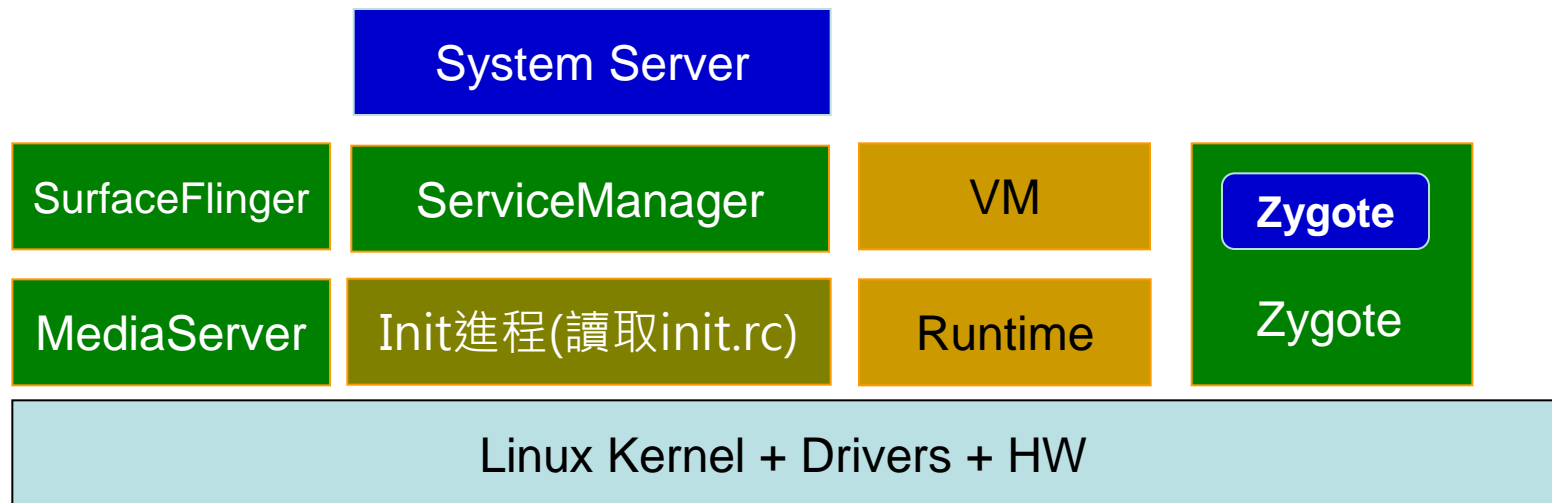 System Server
SurfaceFlinger
ServiceManager
VM
Zygote
MediaServer
Init進程(讀取init.rc)
Runtime
Zygote
Linux Kernel + Drivers + HW